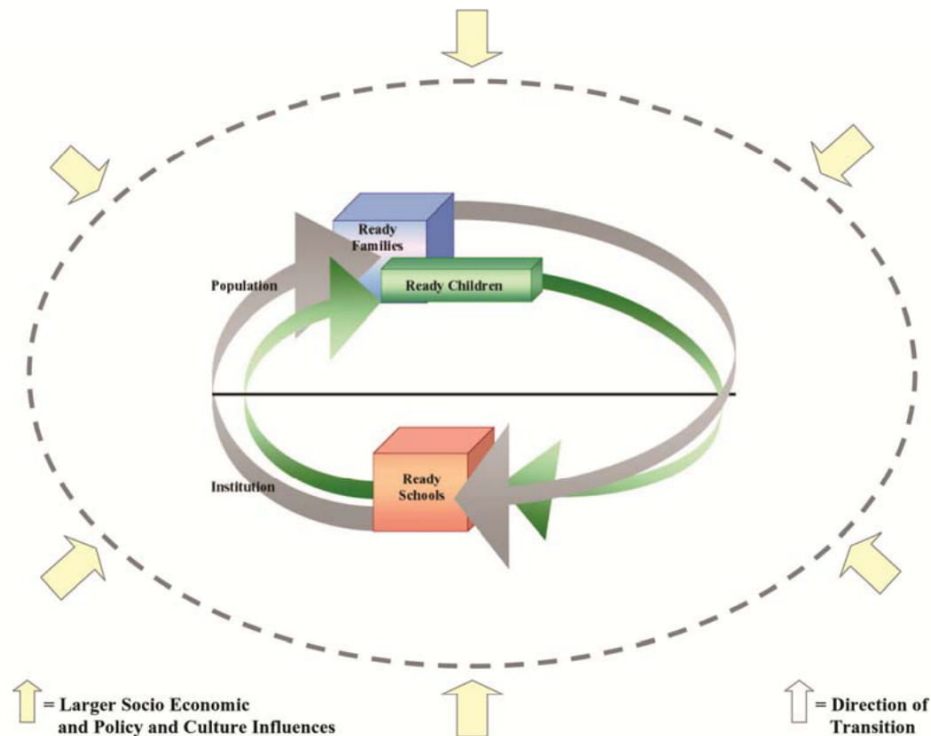 Ready
Families
Ready Children
Population
Institution
Ready
Schools
= Larger Socio Economic
and Policy and Culture Influences
= Direction of
Transition